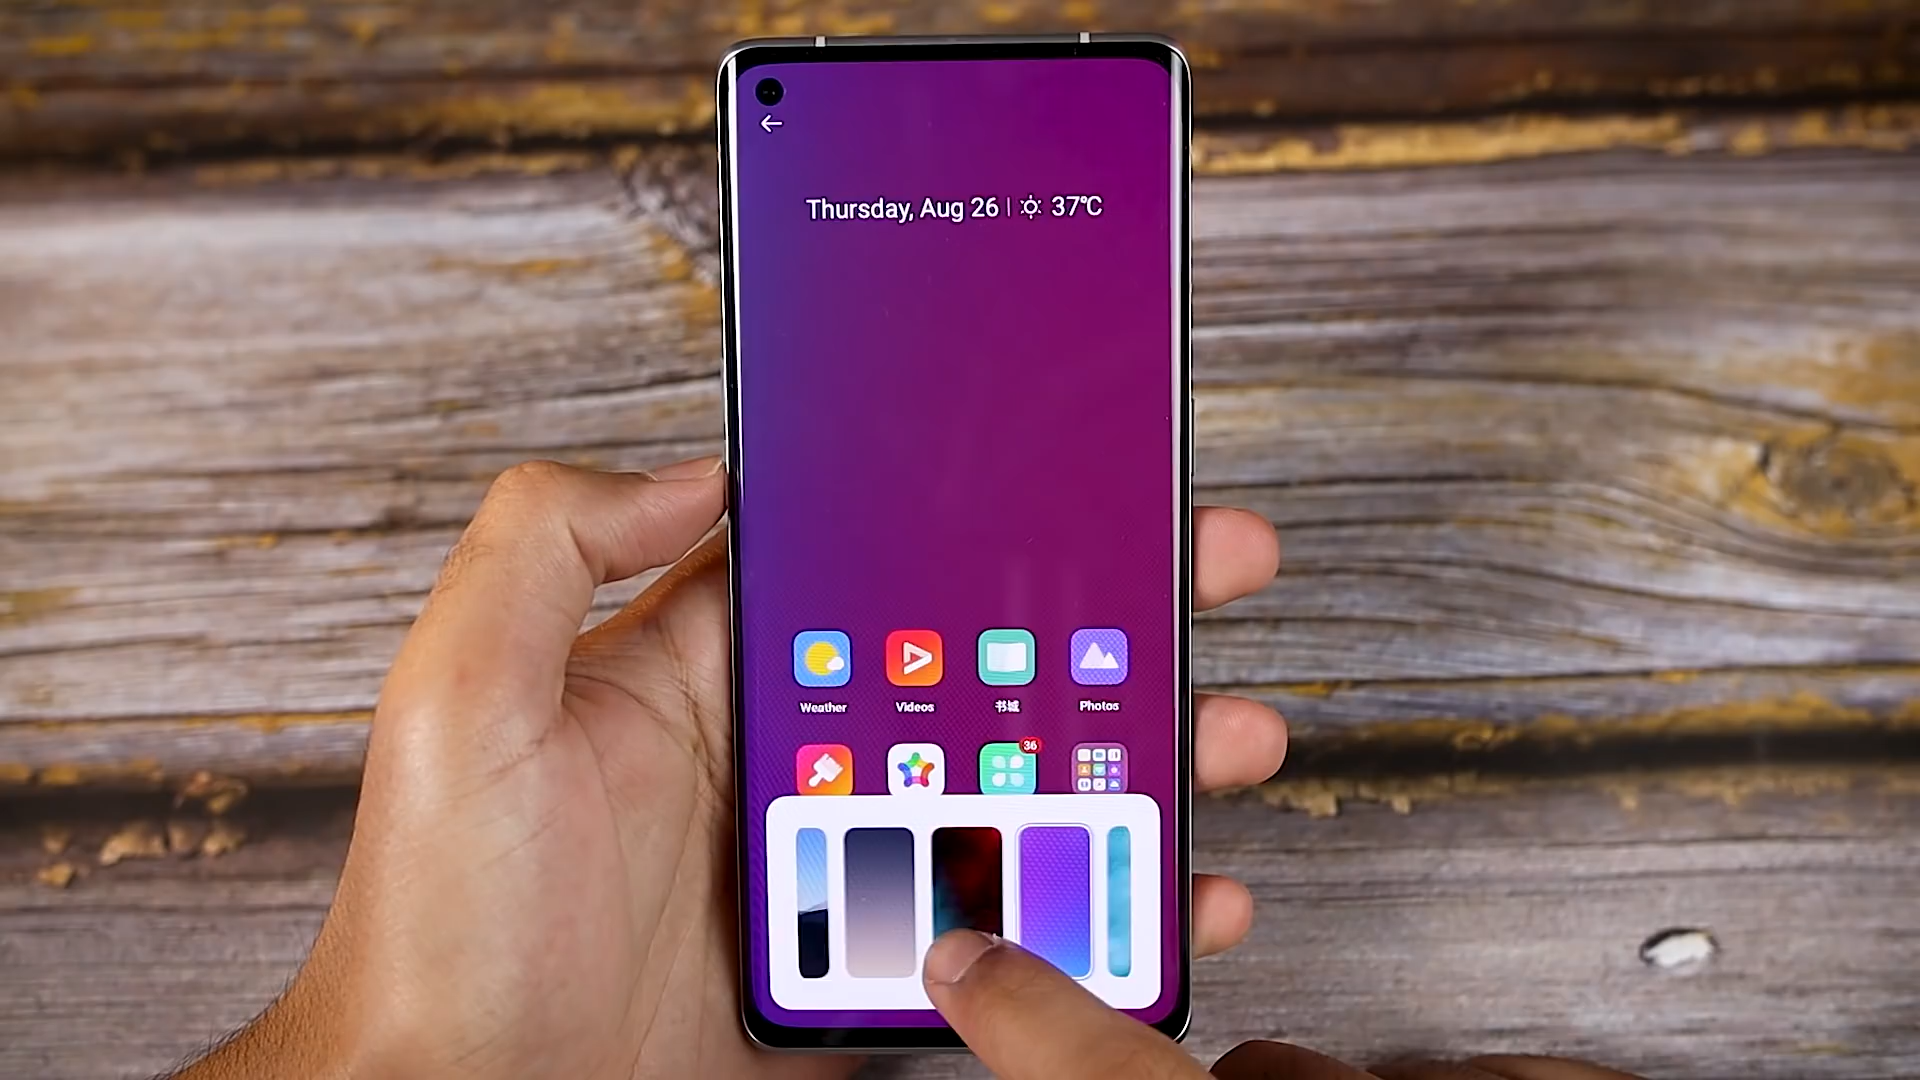 Thursday, Aug 26 | 37°C
Weather
Videos
书城
Photos
36